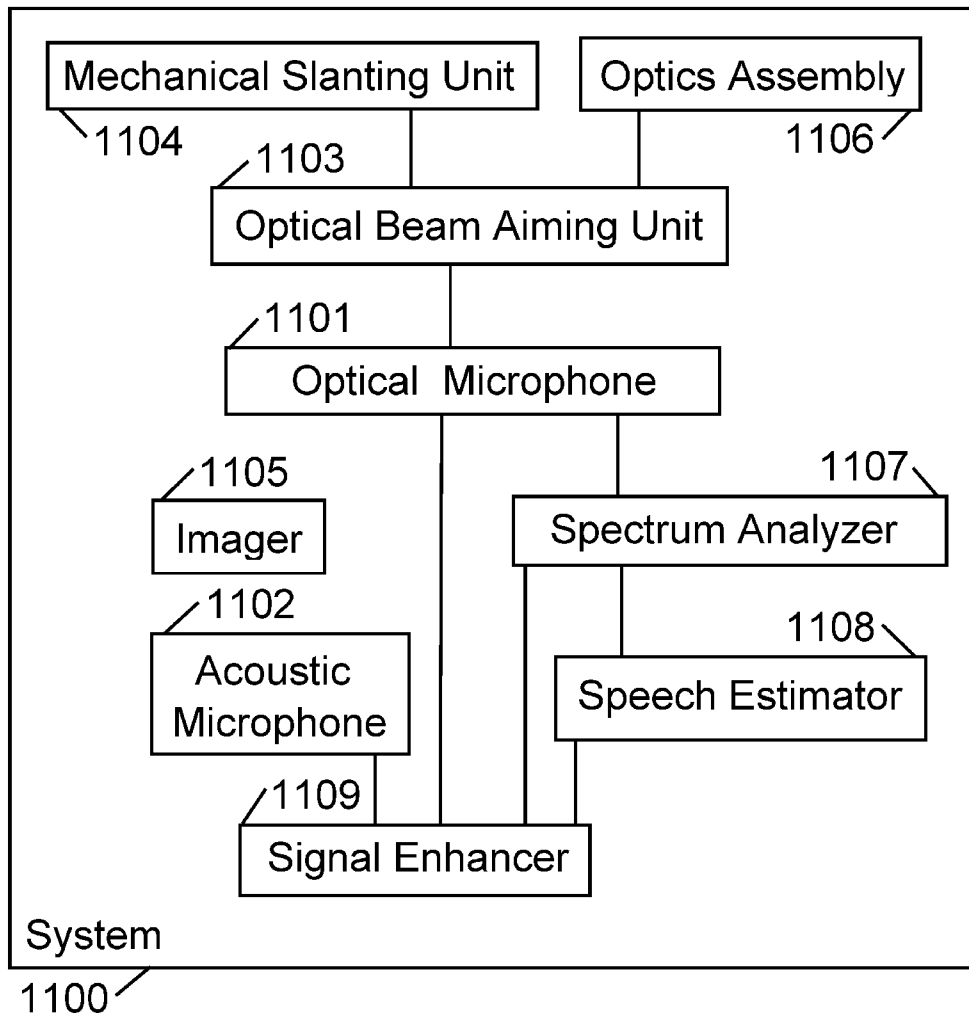 Mechanical Slanting Unit
Optics Assembly
1104
1106
1103
Optical Beam Aiming Unit
1101
Optical Microphone
1105
1107
Imager
Spectrum Analyzer
1102
1108
Acoustic
Microphone
Speech Estimator
1109
Signal Enhancer
System
1100